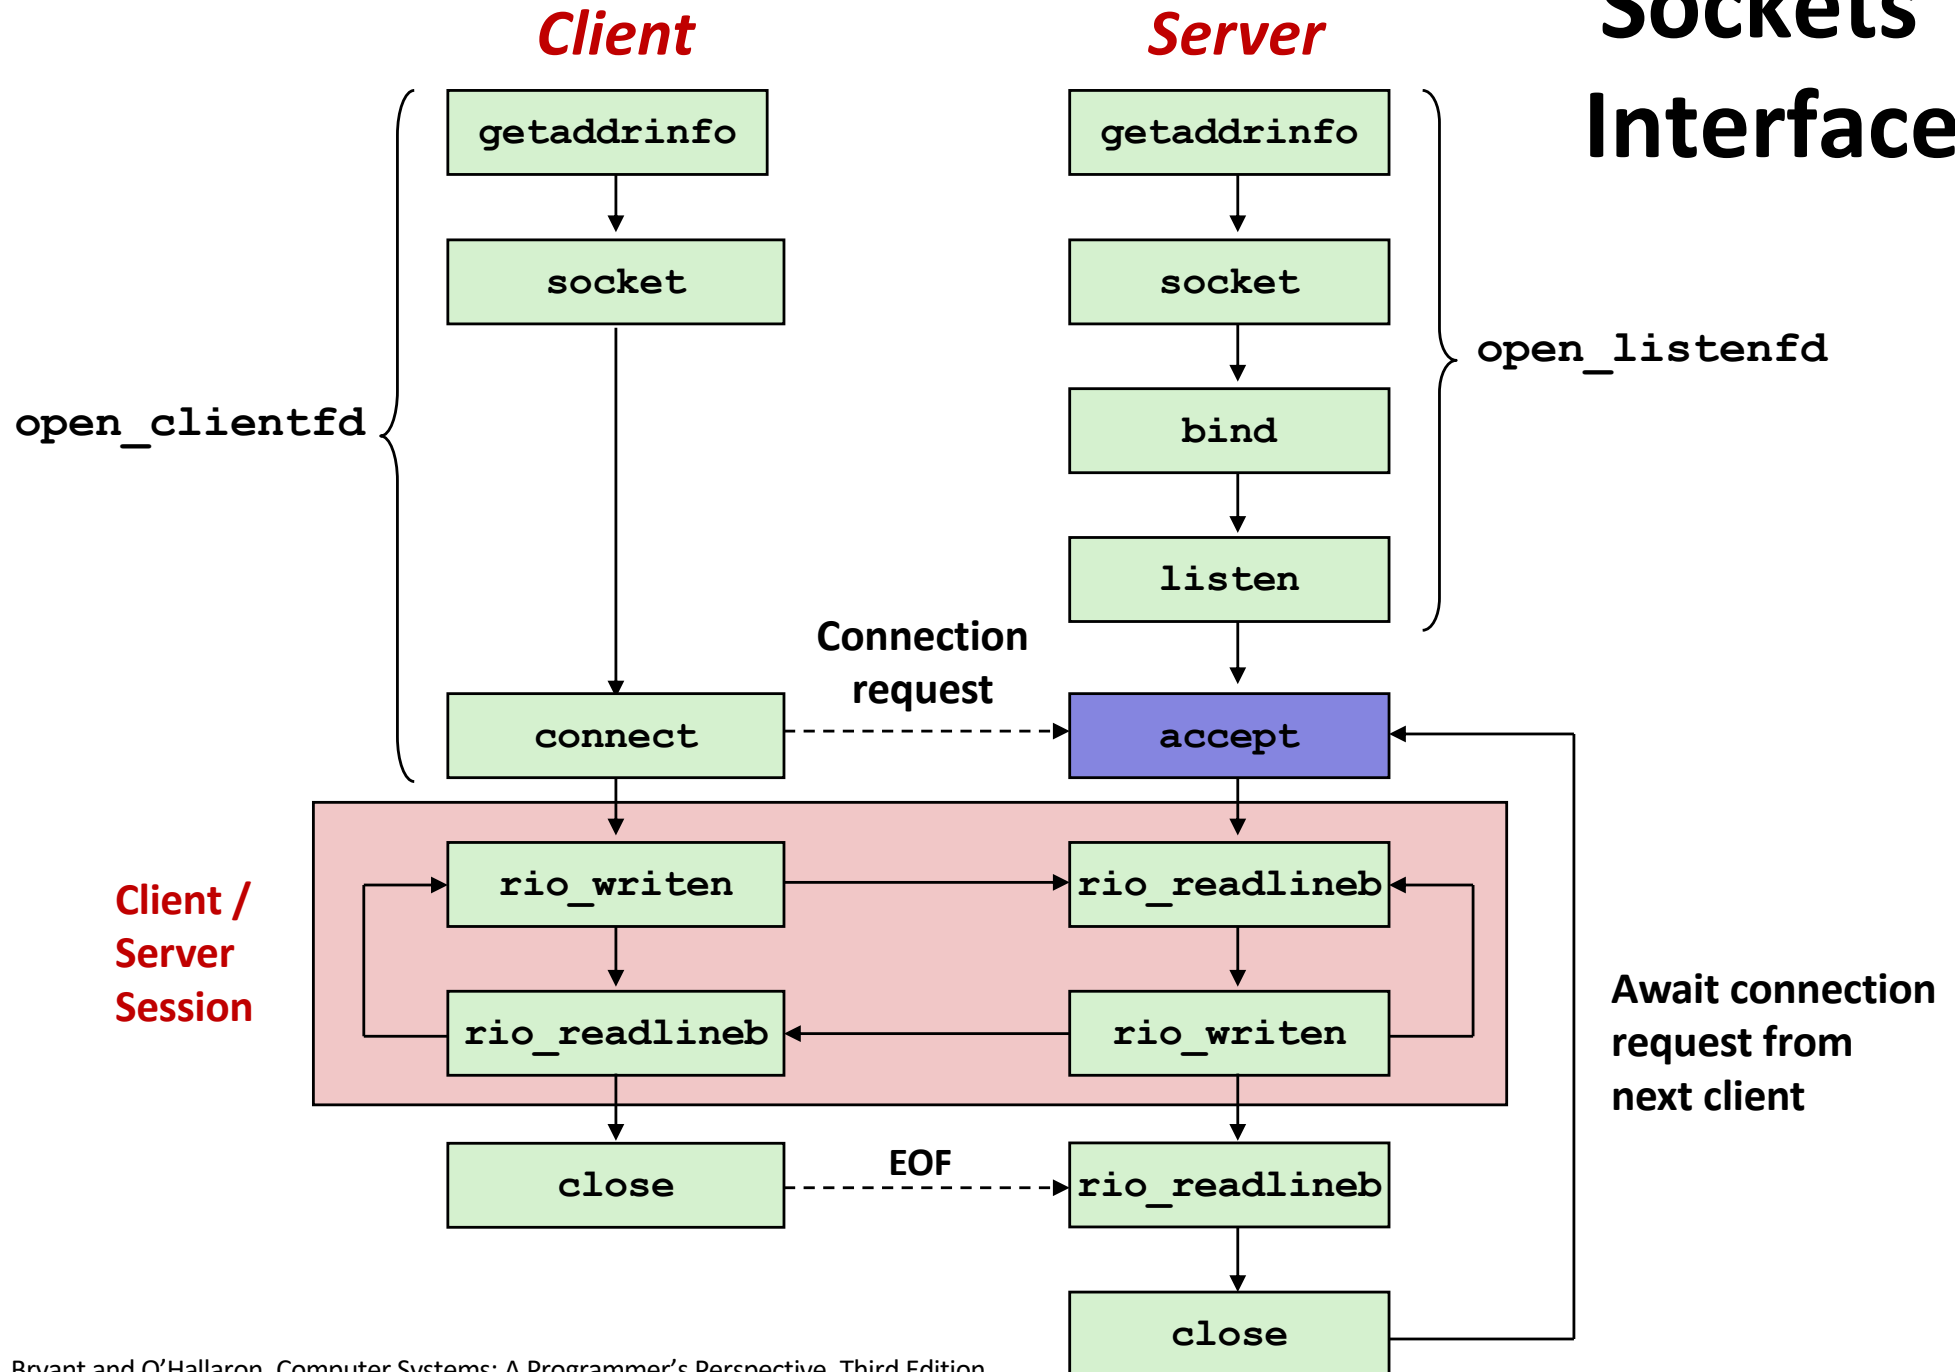 Sockets
Interface
Client
Server
getaddrinfo
getaddrinfo
socket
socket
open_listenfd
open_clientfd
bind
listen
Connection
request
connect
accept
Client /
Server
Session
rio_writen
rio_readlineb
rio_readlineb
rio_writen
Await connection
request from
next client
close
EOF
rio_readlineb
close
Bryant and O'Hallaron, Computer Systems: A Programmer's Perspective, Third Edition